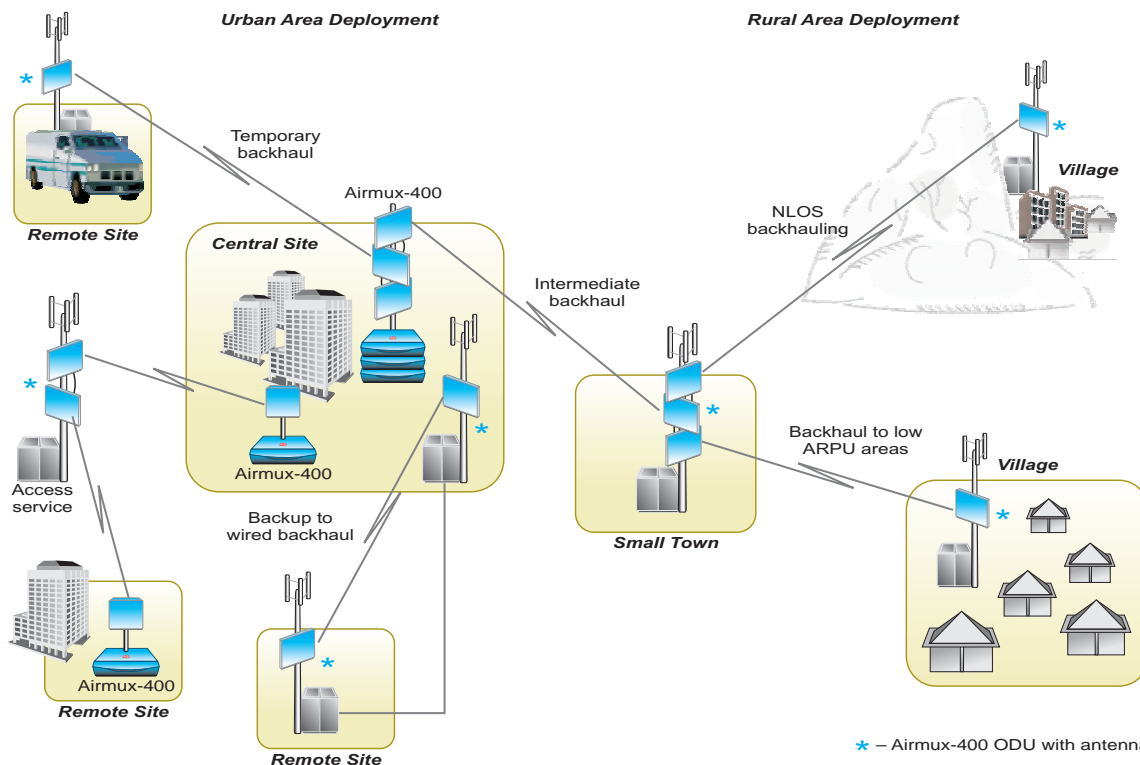 Urban Area Deployment
Rural Area Deployment
*
*
Temporary
backhaul
Village
Airmux-400
Remote Site
Central Site
NLOS
backhauling
Intermediate
backhaul
*
*
*
Backhaul to low
ARPU areas
Village
Airmux-400
Access
service
Backup to
wired backhaul
*
Small Town
Airmux-400
*
Remote Site
Remote Site
* – Airmux-400 ODU with antenna